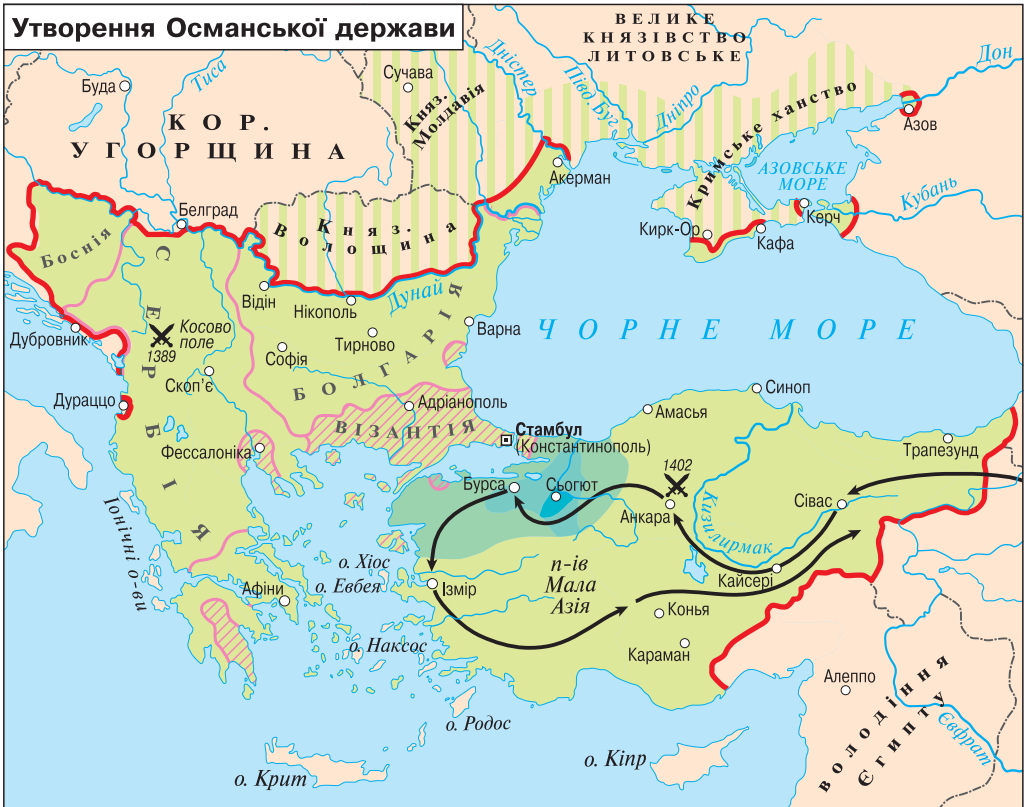 Утворення Османської держави
ВЕЛИКЕ
КНЯЗІВСТВО
ЛИТОВСЬКЕ
Дон
Тиса
Дністер
Півд. Буг
Дніпро
Буда
Сучава
Княз.
Молдавія
Кримське ханство
Азов
КОР.
УГОРЩИНА
Акерман
АЗОВСЬКЕ
МОРЕ
Кубань
Керч
Кирк-Ор
Кафа
Белград
Княз.
Волощина
Боснія
СЕРБІЯ
Відін
Нікополь
Дунай
Дубровник
Косово
поле
1389
Тирново
Варна
ЧОРНЕ МОРЕ
Софія
БОЛГАРІЯ
Скоп'є
Дураццо
Адріанополь
ВІЗАНТІЯ
Стамбул
(Константинополь)
Синоп
Амасья
Трапезунд
Фессалоніка
Бурса
Сьогют
1402
Анкара
Кизилирмак
Сівас
Іонічні о-ви
о. Хіос
о. Евбея
п-ів
Мала
Азія
Кайсері
Афіни
Ізмір
Конья
о. Наксос
Караман
Алеппо
о. Родос
о. Крит
о. Кіпр
ВОЛОДІННЯ
ЄГИПТУ
Євфрат